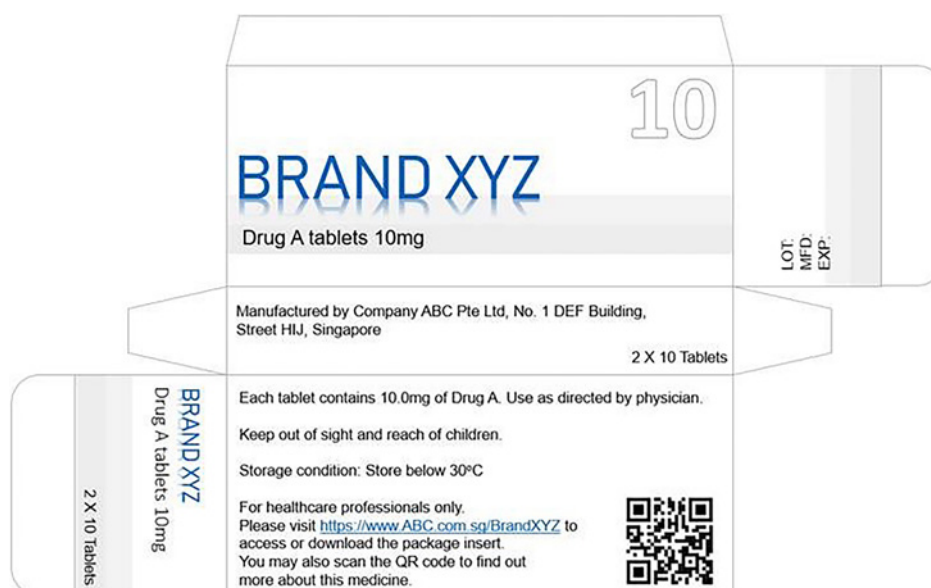 10
BRAND XYZ
Drug A tablets 10mg
LOT:
MFD:
EXP:
Manufactured by Company ABC Pte Ltd, No. 1 DEF Building,
Street HIJ, Singapore
2 X 10 Tablets
BRAND XYZ
Drug A tablets 10mg
2 X 10 Tablets
Each tablet contains 10.0mg of Drug A. Use as directed by physician.
Keep out of sight and reach of children.
Storage condition: Store below 30ºC
For healthcare professionals only.
Please visit https://www.ABC.com.sg/BrandXYZ to
access or download the package insert.
You may also scan the QR code to find out
more about this medicine.